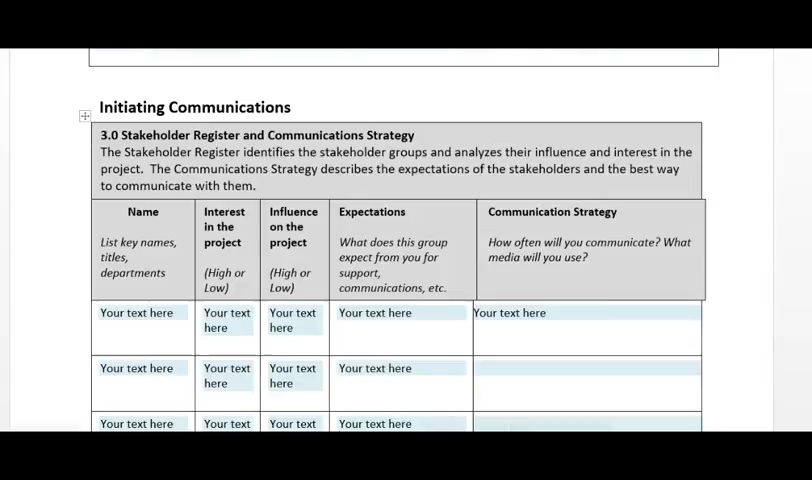 Initiating Communications
3.0 Stakeholder Register and Communications Strategy
The Stakeholder Register identifies the stakeholder groups and analyzes their influence and interest in the
project.  The Communications Strategy describes the expectations of the stakeholders and the best way
to communicate with them.
Name
List key names,
titles,
departments
Interest
in the
project
(High or
Low)
Influence
on the
project
(High or
Low)
Expectations
What does this group
expect from you for
support,
communications, etc.
Communication Strategy
How often will you communicate? What
media will you use?
Your text here
Your text
here
Your text
here
Your text here
Your text here
Your text here
Your text
here
Your text
here
Your text here
Your text here
Your text
Your text
Your text here